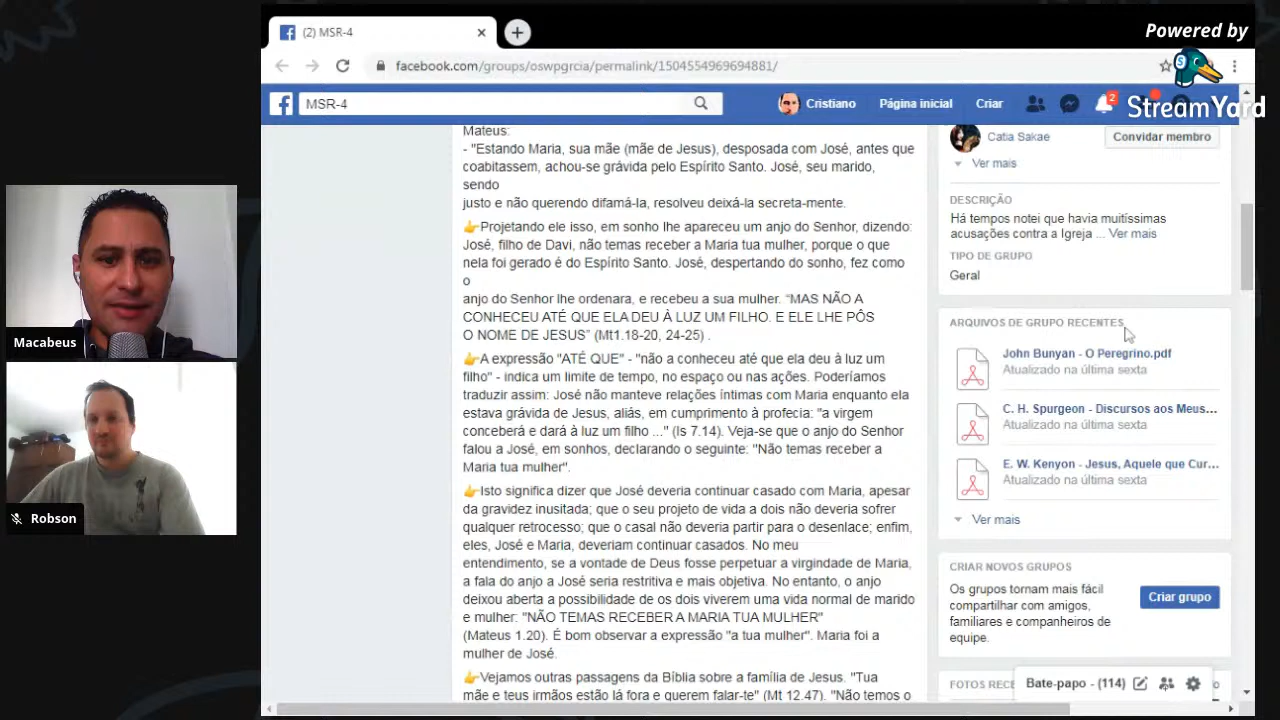 (2) MSR-4
Powered by
facebook.com/groups/oswpgrcia/permalink/1504554969694881/
StreamYard
MSR-4
Cristiano
Página inicial
Criar
2
Mateus:
- "Estando Maria, sua mãe (mãe de Jesus), desposada com José, antes que
coabitassem, achou-se grávida pelo Espírito Santo. José, seu marido,
sendo
justo e não querendo difamá-la, resolveu deixá-la secreta-mente.
Projetando ele isso, em sonho lhe apareceu um anjo do Senhor, dizendo:
José, filho de Davi, não temas receber a Maria tua mulher, porque o que
nela foi gerado é do Espírito Santo. José, despertando do sonho, fez como
o
anjo do Senhor lhe ordenara, e recebeu a sua mulher. “MAS NÃO A
CONHECEU ATÉ QUE ELA DEU À LUZ UM FILHO. E ELE LHE PÔS
O NOME DE JESUS” (Mt1.18-20, 24-25) .
A expressão "ATÉ QUE" - "não a conheceu até que ela deu à luz um
filho" - indica um limite de tempo, no espaço ou nas ações. Poderíamos
traduzir assim: José não manteve relações íntimas com Maria enquanto ela
estava grávida de Jesus, aliás, em cumprimento à profecia: "a virgem
conceberá e dará à luz um filho ..." (Is 7.14). Veja-se que o anjo do Senhor
falou a José, em sonhos, declarando o seguinte: "Não temas receber a
Maria tua mulher".
Isto significa dizer que José deveria continuar casado com Maria, apesar
da gravidez inusitada; que o seu projeto de vida a dois não deveria sofrer
qualquer retrocesso; que o casal não deveria partir para o desenlace; enfim,
eles, José e Maria, deveriam continuar casados. No meu
entendimento, se a vontade de Deus fosse perpetuar a virgindade de Maria,
a fala do anjo a José seria restritiva e mais objetiva. No entanto, o anjo
deixou aberta a possibilidade de os dois viverem uma vida normal de marido
e mulher: "NÃO TEMAS RECEBER A MARIA TUA MULHER"
(Mateus 1.20). É bom observar a expressão "a tua mulher". Maria foi a
mulher de José.
Vejamos outras passagens da Bíblia sobre a família de Jesus. "Tua
mãe e teus irmãos estão lá fora e querem falar-te" (Mt 12.47). "Não temos o
Catia Sakae
Convidar membro
Ver mais
DESCRIÇÃO
Há tempos notei que havia muitíssimas
acusações contra a Igreja ... Ver mais
TIPO DE GRUPO
Geral
ARQUIVOS DE GRUPO RECENTES
John Bunyan - O Peregrino.pdf
Atualizado na última sexta
C. H. Spurgeon - Discursos aos Meus...
Atualizado na última sexta
E. W. Kenyon - Jesus, Aquele que Cur...
Atualizado na última sexta
Ver mais
CRIAR NOVOS GRUPOS
Os grupos tornam mais fácil
compartilhar com amigos,
familiares e companheiros de
equipe.
Criar grupo
FOTOS RECE
Bate-papo - (114)
Macabeus
Robson